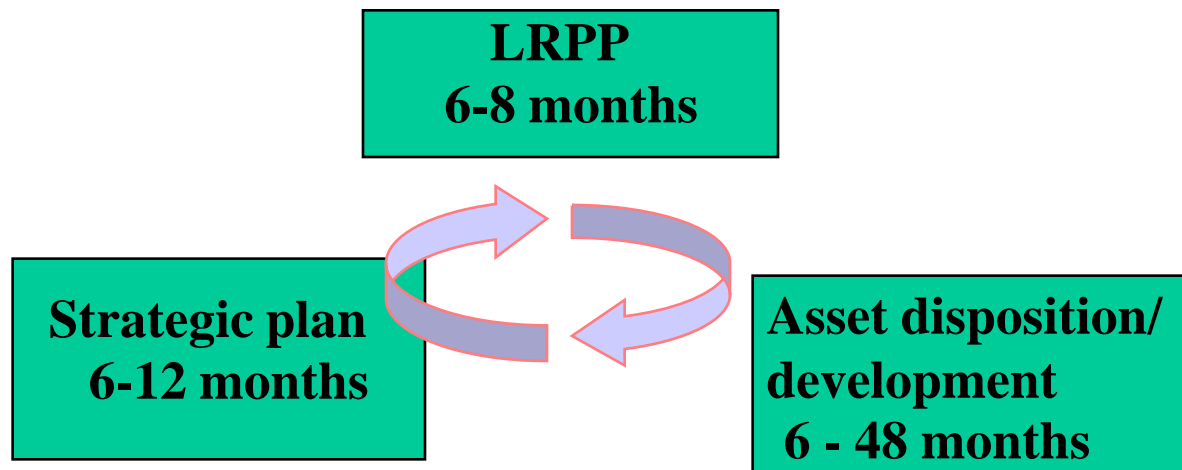 LRPP
6-8 months
Strategic plan
6-12 months
Asset disposition/
development
6 - 48 months